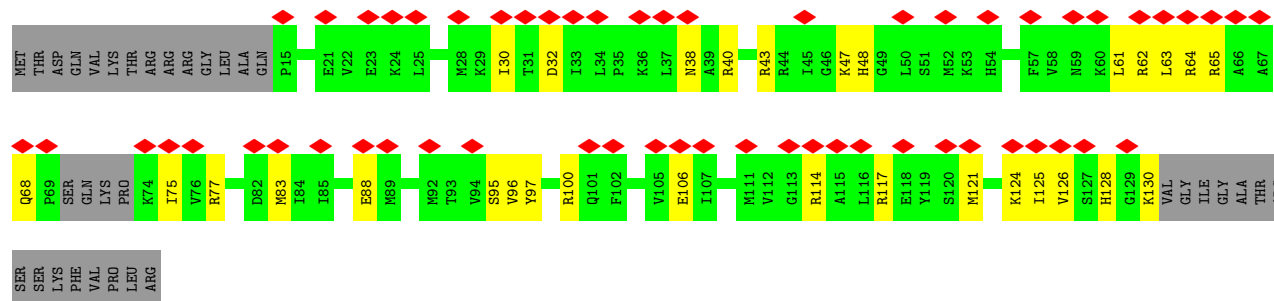 MET THR ASP GLN VAL LYS THR ARG ARG ARG GLY LEU ALA GLN P15 E21 V22 E23 K24 L25 M28 K29 I30 T31 D32 I33 L34 P35 K36 L37 N38 A39 R40 R43 R44 I45 G46 K47 H48 G49 L50 S51 M52 K53 H54 F57 V58 N59 K60 L61 R62 L63 R64 R65 A66 A67
Q68 P69 SER GLN LYS PRO K74 I75 V76 R77 D82 M83 I84 I85 E88 M89 M92 T93 V94 S95 V96 Y97 R100 Q101 F102 V105 E106 I107 M111 V112 G113 R114 A115 L116 R117 E118 Y119 S120 M121 K124 I125 V126 S127 H128 G129 K130 VAL GLY ILE GLY ALA THR
SER SER LYS PHE VAL PRO LEU ARG